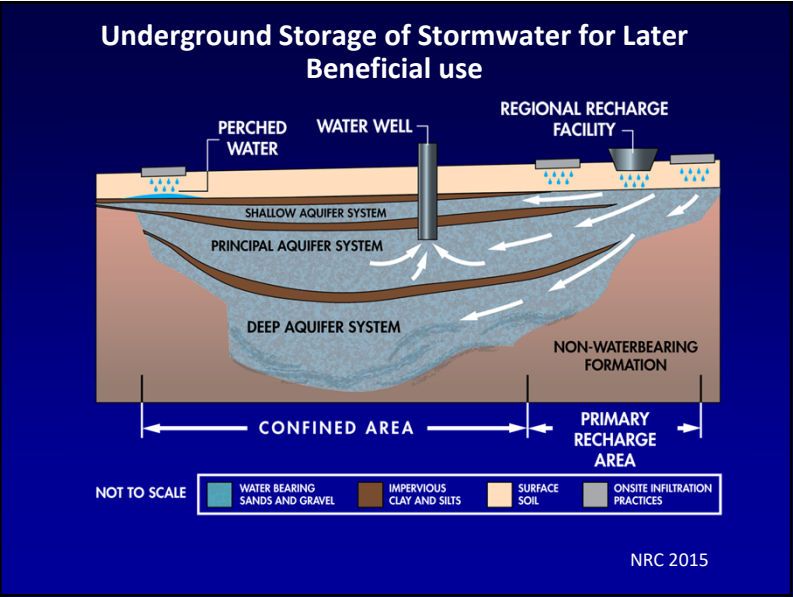 Underground Storage of Stormwater for Later
Beneficial use
REGIONAL RECHARGE
FACILITY
PERCHED
WATER
WATER WELL
SHALLOW AQUIFER SYSTEM
PRINCIPAL AQUIFER SYSTEM
DEEP AQUIFER SYSTEM
NON-WATERBEARING
FORMATION
CONFINED AREA
PRIMARY
RECHARGE
AREA
NOT TO SCALE
WATER BEARING
SANDS AND GRAVEL
IMPERVIOUS
CLAY AND SILTS
SURFACE
SOIL
ONSITE INFILTRATION
PRACTICES
NRC 2015